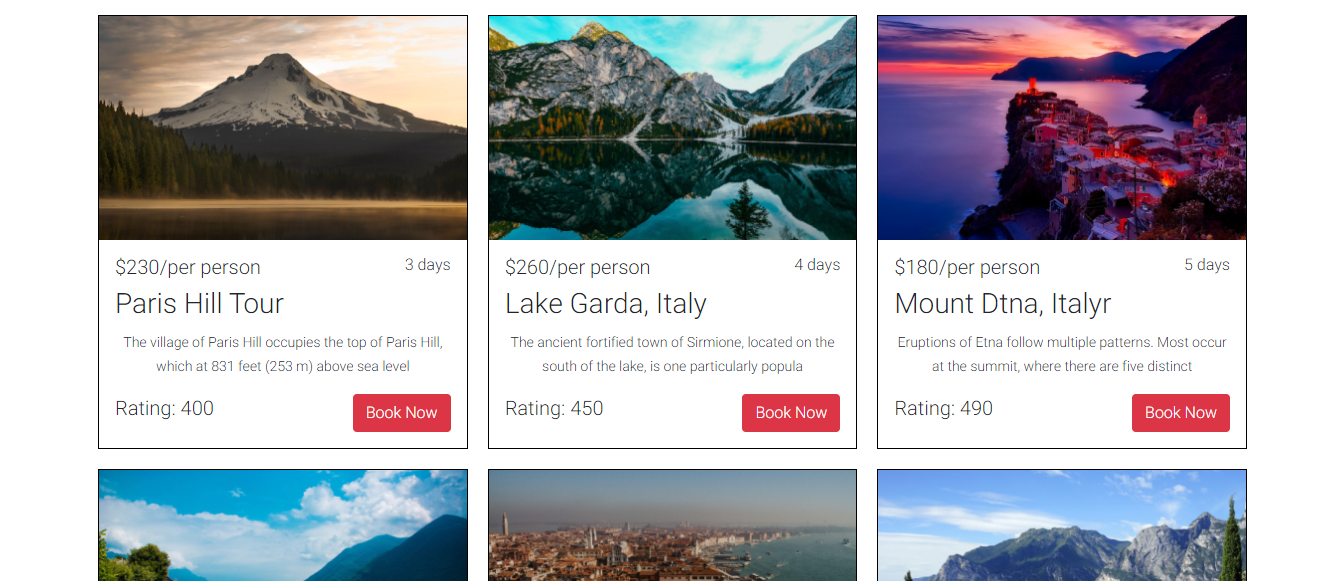 $230/per person 3 days
Paris Hill Tour
The village of Paris Hill occupies the top of Paris Hill,
which at 831 feet (253 m) above sea level
Rating: 400 Book Now
$260/per person 4 days
Lake Garda, Italy
The ancient fortified town of Sirmione, located on the
south of the lake, is one particularly popula
Rating: 450 Book Now
$180/per person 5 days
Mount Dtna, Italyr
Eruptions of Etna follow multiple patterns. Most occur
at the summit, where there are five distinct
Rating: 490 Book Now